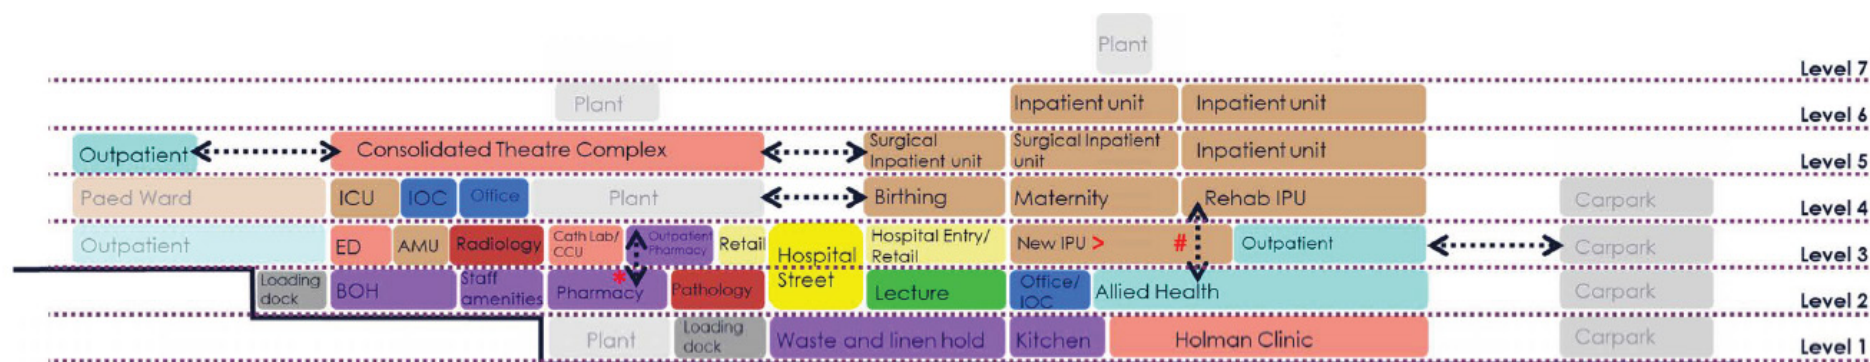 Plant
Level 7
Plant
Inpatient unit
Inpatient unit
Level 6
Outpatient
Consolidated Theatre Complex
Surgical
Inpatient unit
Surgical Inpatient
unit
Inpatient unit
Level 5
Paed Ward
ICU
IOC
Office
Plant
Birthing
Maternity
Rehab IPU
Carpark
Level 4
Outpatient
ED
AMU
Radiology
Cath Lab/
CCU
Outpatient
Pharmacy
Retail
Hospital
Street
Hospital Entry/
Retail
New IPU >
#
Outpatient
Carpark
Level 3
Loading
dock
BOH
Staff
amenities
*
Pharmacy
Pathology
Lecture
Office/
IOC
Allied Health
Carpark
Level 2
Plant
Loading
dock
Waste and linen hold
Kitchen
Holman Clinic
Carpark
Level 1